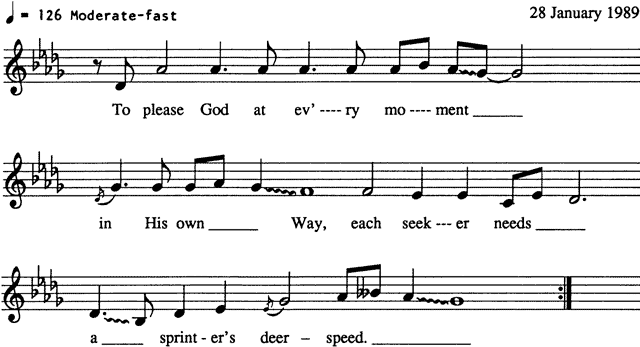 ♩ = 126 Moderate-fast
28 January 1989
To please God at ev' ---- ry mo ---- ment ______
in His own ______ Way, each seek --- er needs ______
a _____ sprint - er's deer – speed. ____________